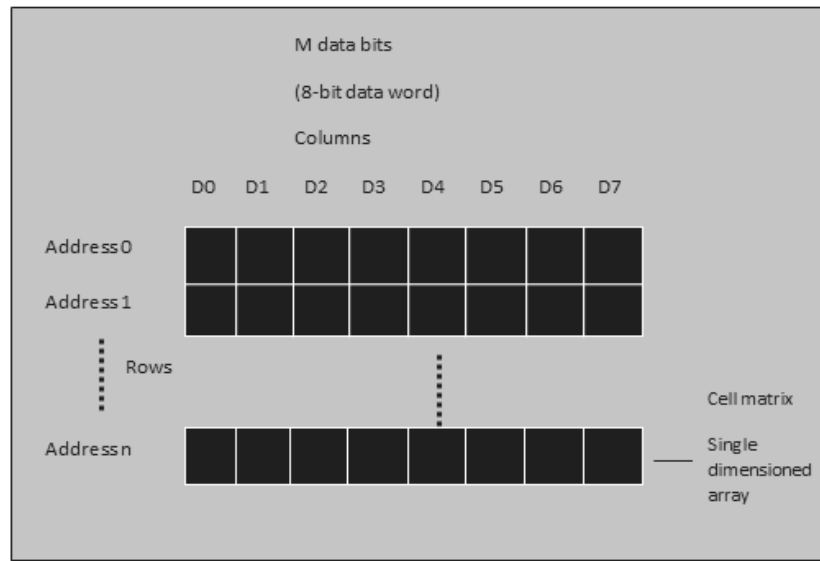 M data bits
(8-bit data word)
Columns
D0 D1 D2 D3 D4 D5 D6 D7
Address 0
Address 1
Rows
Address n
Cell matrix
Single
dimensioned
array